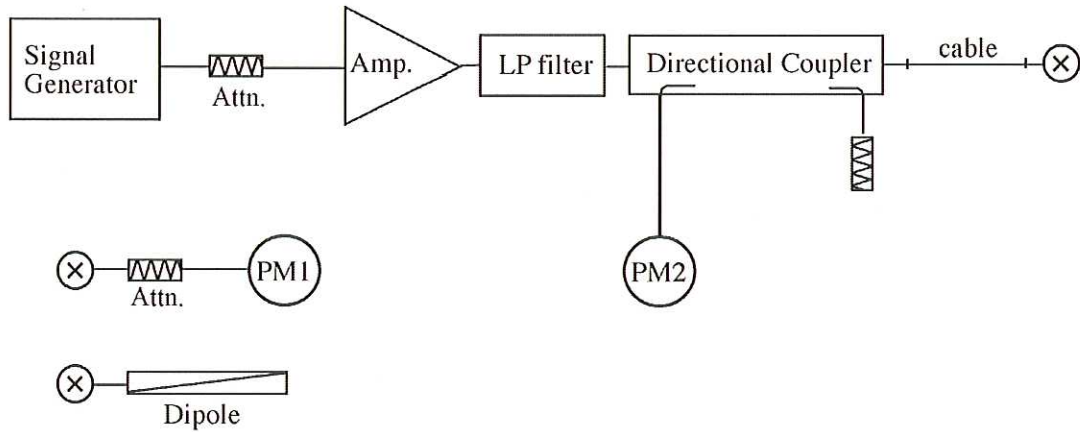 Signal
Generator
Attn.
Amp.
LP filter
Directional Coupler
cable
PM1
Attn.
PM2
Dipole